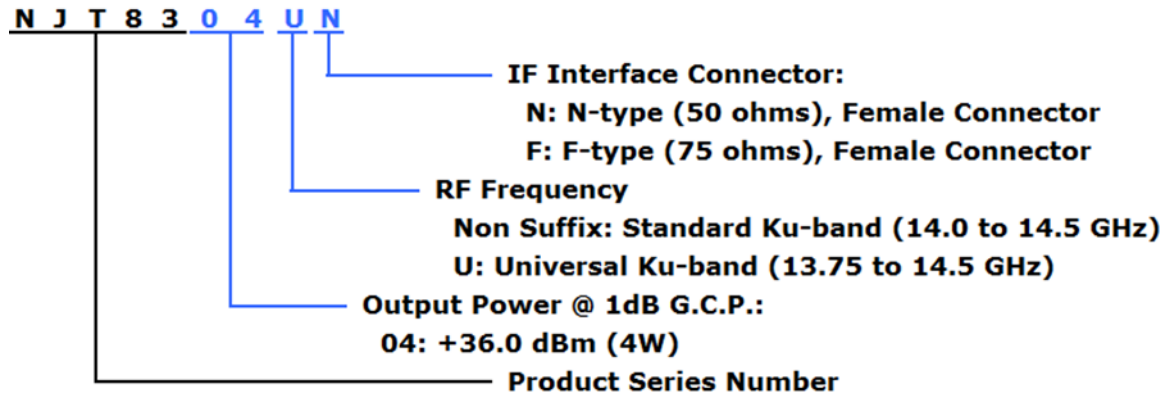 N J T 8 3 0 4 U N
IF Interface Connector:
N: N-type (50 ohms), Female Connector
F: F-type (75 ohms), Female Connector
RF Frequency
Non Suffix: Standard Ku-band (14.0 to 14.5 GHz)
U: Universal Ku-band (13.75 to 14.5 GHz)
Output Power @ 1dB G.C.P.:
04: +36.0 dBm (4W)
Product Series Number